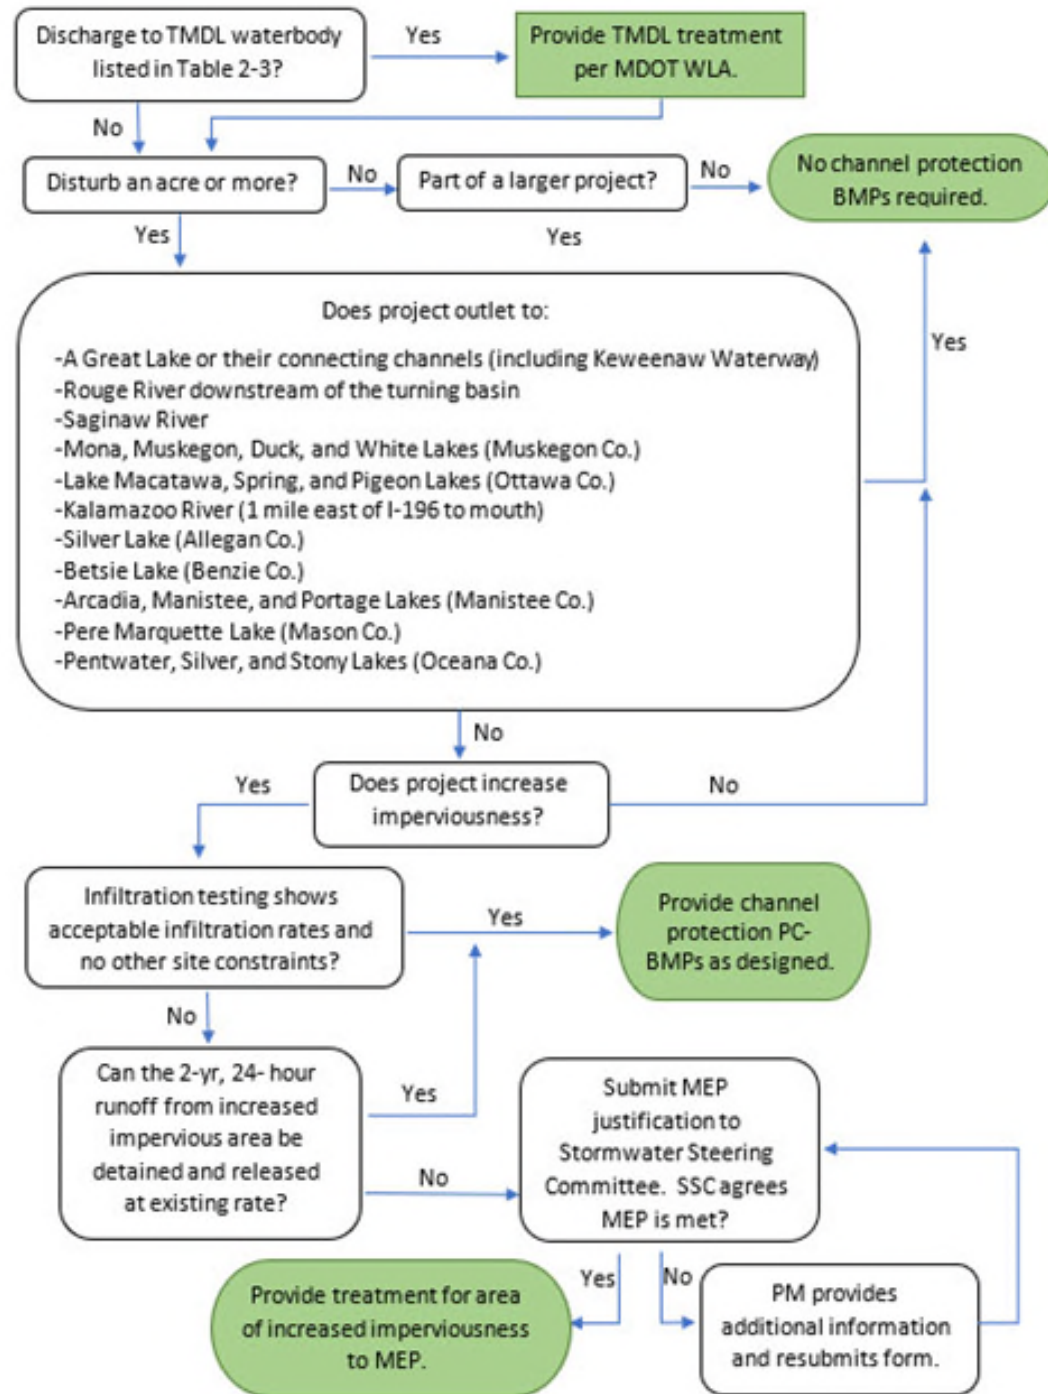 Discharge to TMDL waterbody
listed in Table 2-3?
Yes
Provide TMDL treatment
per MDOT WLA.
No
Disturb an acre or more?
No
Part of a larger project?
No
No channel protection
BMPs required.
Yes
Yes
Does project outlet to:
-A Great Lake or their connecting channels (including Keweenaw Waterway)
-Rouge River downstream of the turning basin
-Saginaw River
-Mona, Muskegon, Duck, and White Lakes (Muskegon Co.)
-Lake Macatawa, Spring, and Pigeon Lakes (Ottawa Co.)
-Kalamazoo River (1 mile east of I-196 to mouth)
-Silver Lake (Allegan Co.)
-Betsie Lake (Benzie Co.)
-Arcadia, Manistee, and Portage Lakes (Manistee Co.)
-Pere Marquette Lake (Mason Co.)
-Pentwater, Silver, and Stony Lakes (Oceana Co.)
Yes
No
Does project increase
imperviousness?
Yes
No
Infiltration testing shows
acceptable infiltration rates and
no other site constraints?
Yes
Provide channel
protection PC-
BMPs as designed.
No
Can the 2-yr, 24- hour
runoff from increased
impervious area be
detained and released
at existing rate?
Yes
No
Submit MEP
justification to
Stormwater Steering
Committee.  SSC agrees
MEP is met?
Yes
No
Provide treatment for area
of increased imperviousness
to MEP.
PM provides
additional information
and resubmits form.